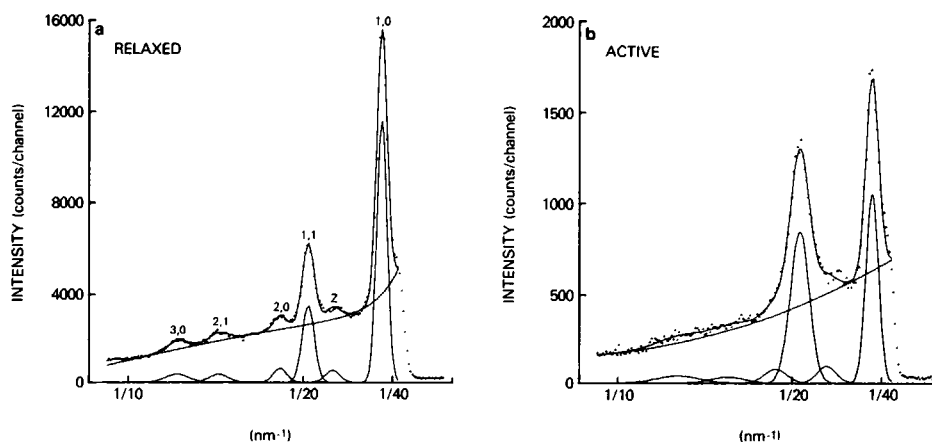 a
RELAXED
INTENSITY (counts/channel)
16000
12000
8000
4000
0
3,0
2,1
2,0
1,1
2
1,0
1/10
1/20
1/40
(nm-1)
b
ACTIVE
INTENSITY (counts/channel)
2000
1500
1000
500
0
1/10
1/20
1/40
(nm-1)